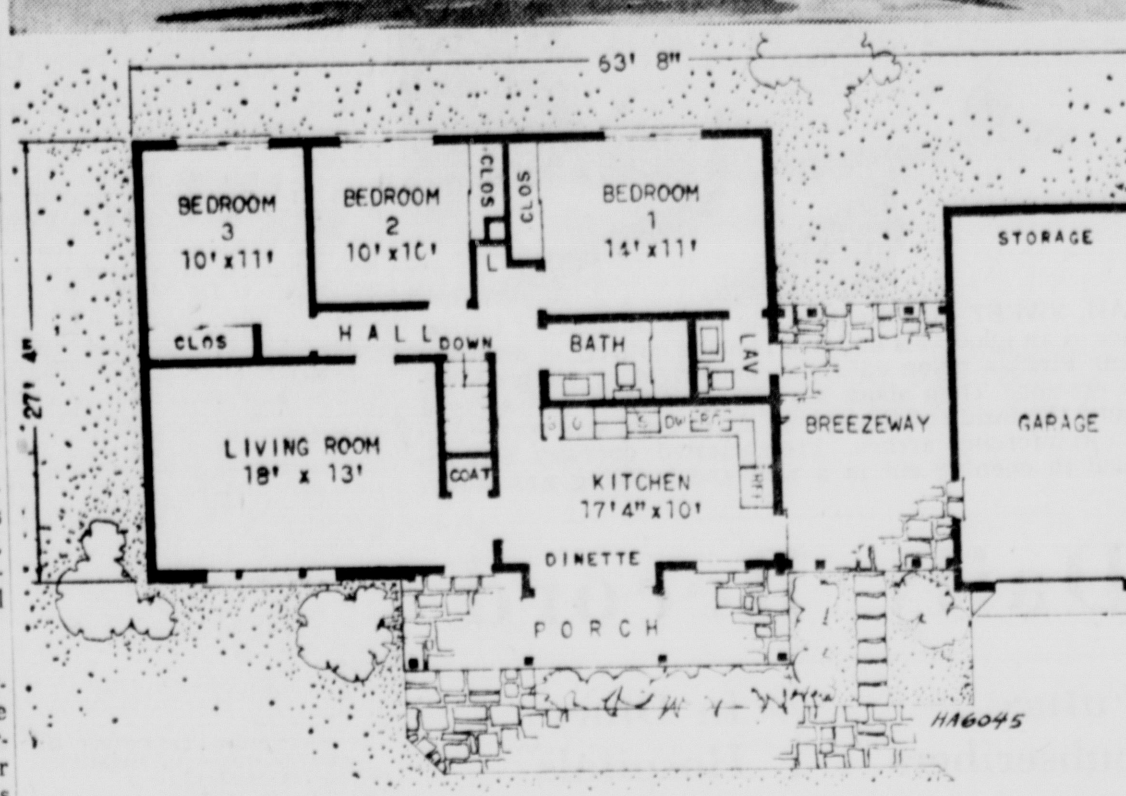 63' 8"
27' 4"
BEDROOM
3
10'x11'
CLOS
BEDROOM
2
10'x10'
CLOS
L
CLOS
BEDROOM
1
14'x11'
HALL
DOWN
BATH
LAV
LIVING ROOM
18' x 13'
COAT
S
DW
KITCHEN
17'4"x10'
REF
DINETTE
PORCH
BREEZEWAY
STORAGE
GARAGE
HA6045